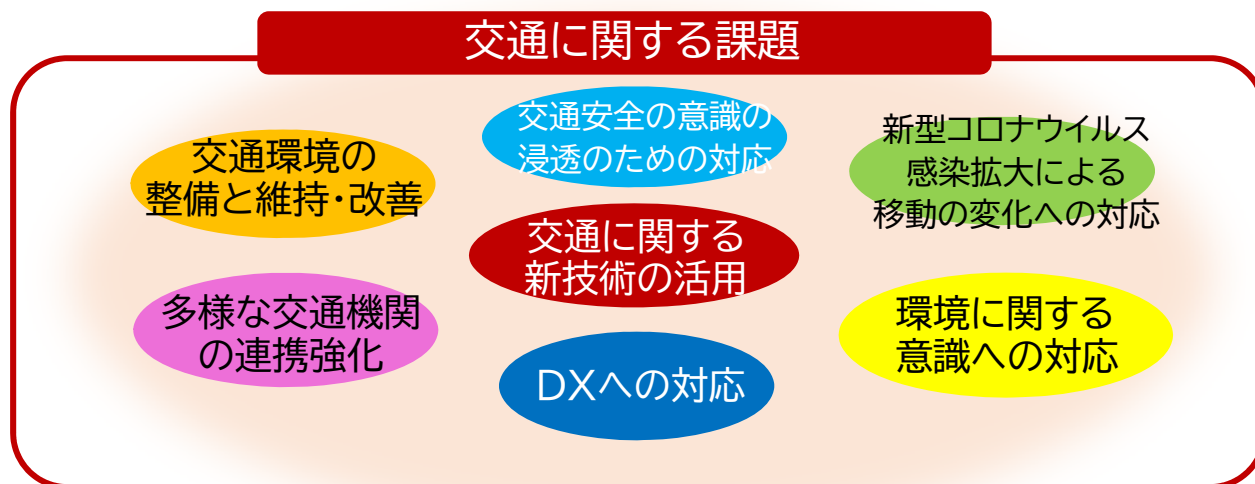 交通に関する課題
交通環境の
整備と維持・改善
交通安全の意識の
浸透のための対応
新型コロナウイルス
感染拡大による
移動の変化への対応
交通に関する
新技術の活用
多様な交通機関
の連携強化
環境に関する
意識への対応
DXへの対応